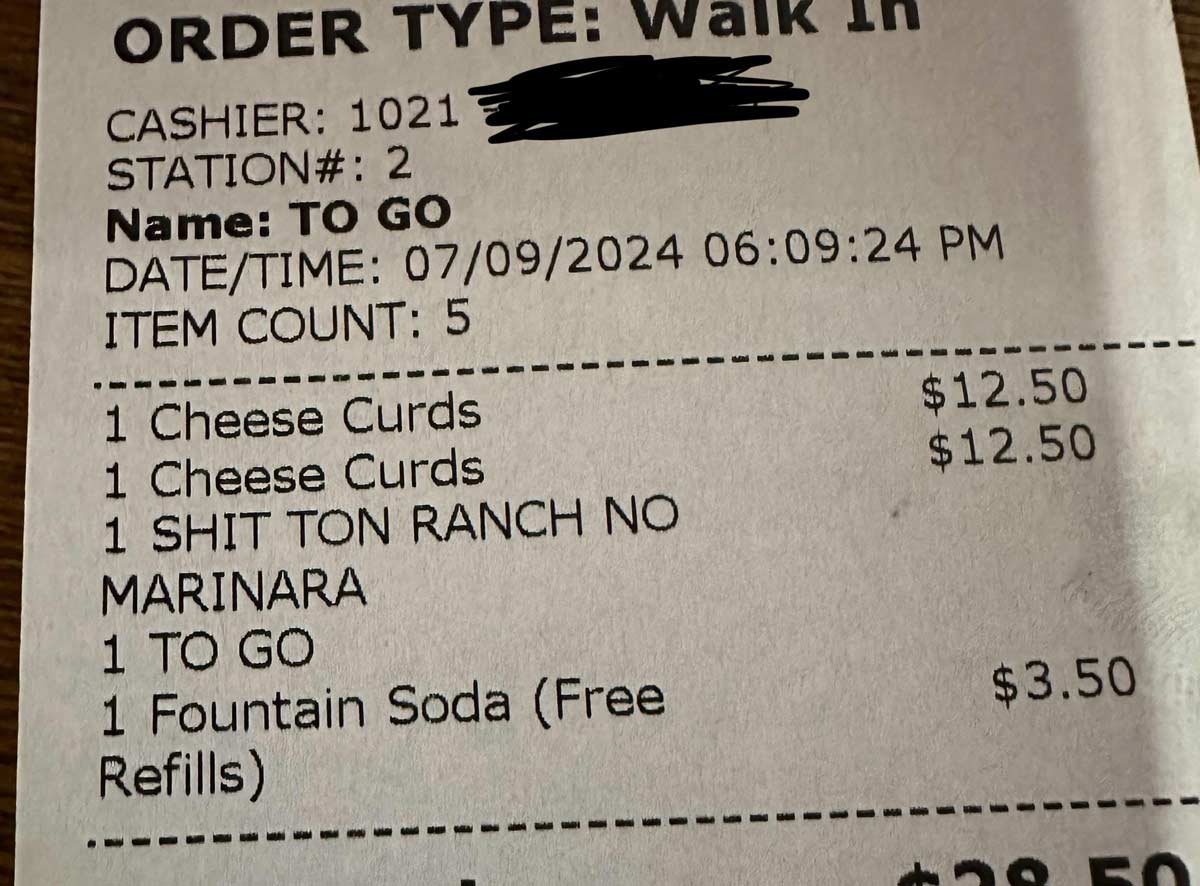 ORDER TYPE: Walk In
CASHIER: 1021
STATION#: 2
Name: TO GO
DATE/TIME: 07/09/2024 06:09:24 PM
ITEM COUNT: 5
1 Cheese Curds $12.50
1 Cheese Curds $12.50
1 SHIT TON RANCH NO
MARINARA
1 TO GO
1 Fountain Soda (Free $3.50
Refills)
$28.50